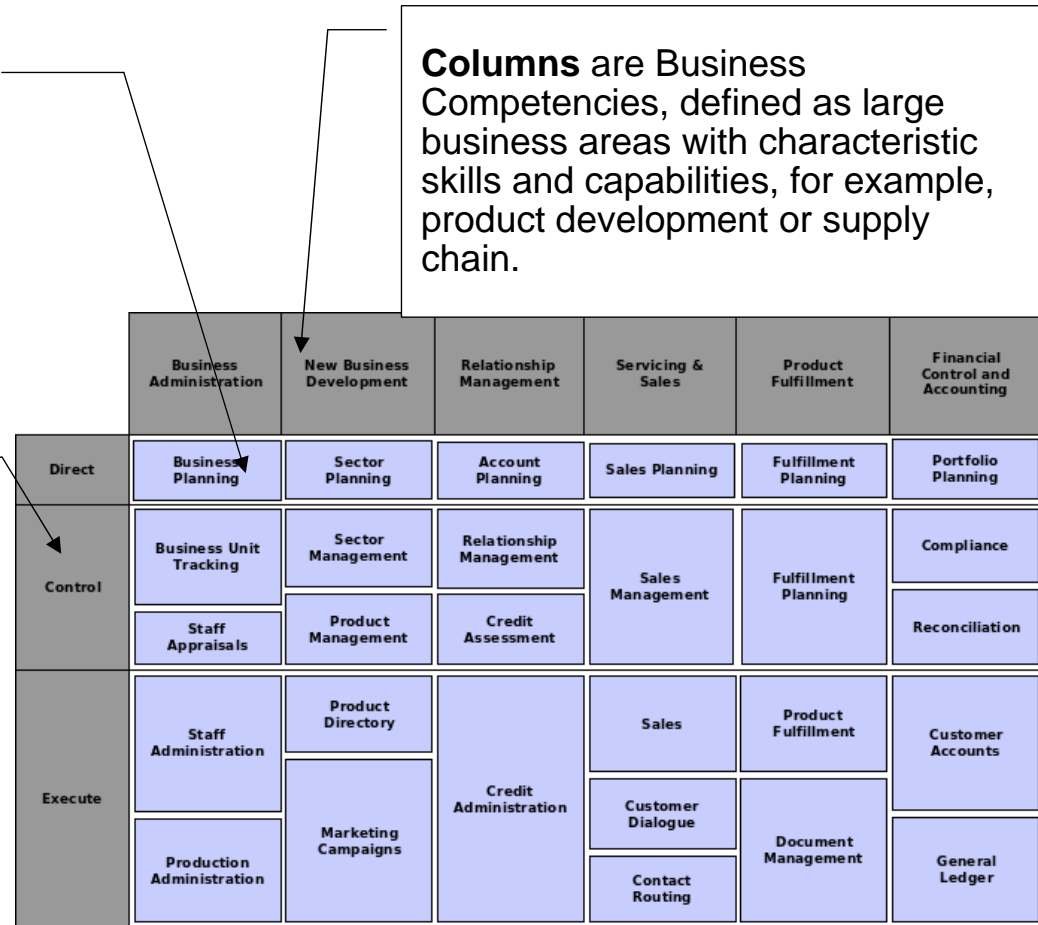 Columns are Business
Competencies, defined as large
business areas with characteristic
skills and capabilities, for example,
product development or supply
chain.
Business
Administration
New Business
Development
Relationship
Management
Servicing &
Sales
Product
Fulfillment
Financial
Control and
Accounting
Direct
Business
Planning
Sector
Planning
Account
Planning
Sales Planning
Fulfillment
Planning
Portfolio
Planning
Control
Business Unit
Tracking
Staff
Appraisals
Sector
Management
Product
Management
Relationship
Management
Credit
Assessment
Sales
Management
Fulfillment
Planning
Compliance
Reconciliation
Execute
Staff
Administration
Production
Administration
Product
Directory
Marketing
Campaigns
Credit
Administration
Sales
Customer
Dialogue
Contact
Routing
Product
Fulfillment
Document
Management
Customer
Accounts
General
Ledger